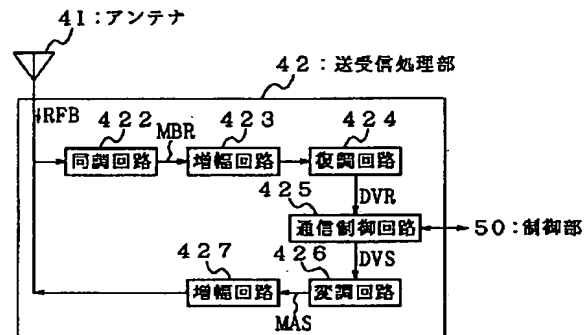 41：アンテナ
42：送受信処理部
RFB
422
MBR
423
424
同調回路
増幅回路
復調回路
DVR
425
通信制御回路
50：制御部
DVS
427
426
増幅回路
変調回路
MAS